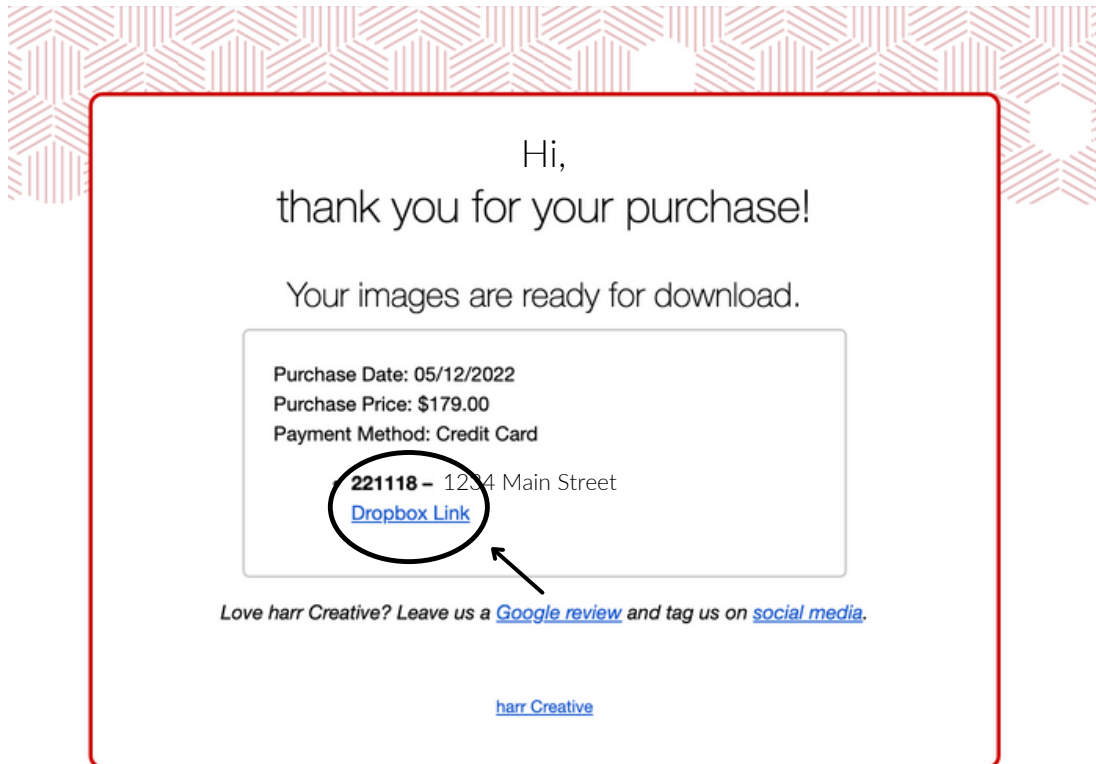 Hi,
thank you for your purchase!
Your images are ready for download.
Purchase Date: 05/12/2022
Purchase Price: $179.00
Payment Method: Credit Card
• 221118 – 1234 Main Street
Dropbox Link
Love harr Creative? Leave us a Google review and tag us on social media.
harr Creative